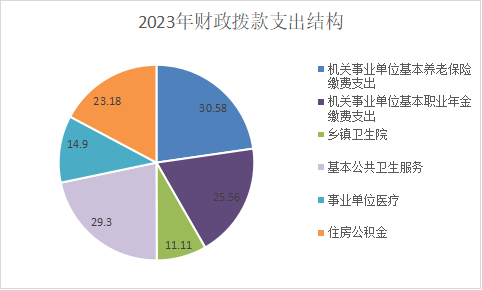 2023年财政拨款支出结构
30.58
25.56
11.11
29.3
14.9
23.18
机关事业单位基本养老保险
缴费支出
机关事业单位基本职业年金
缴费支出
乡镇卫生院
基本公共卫生服务
事业单位医疗
住房公积金